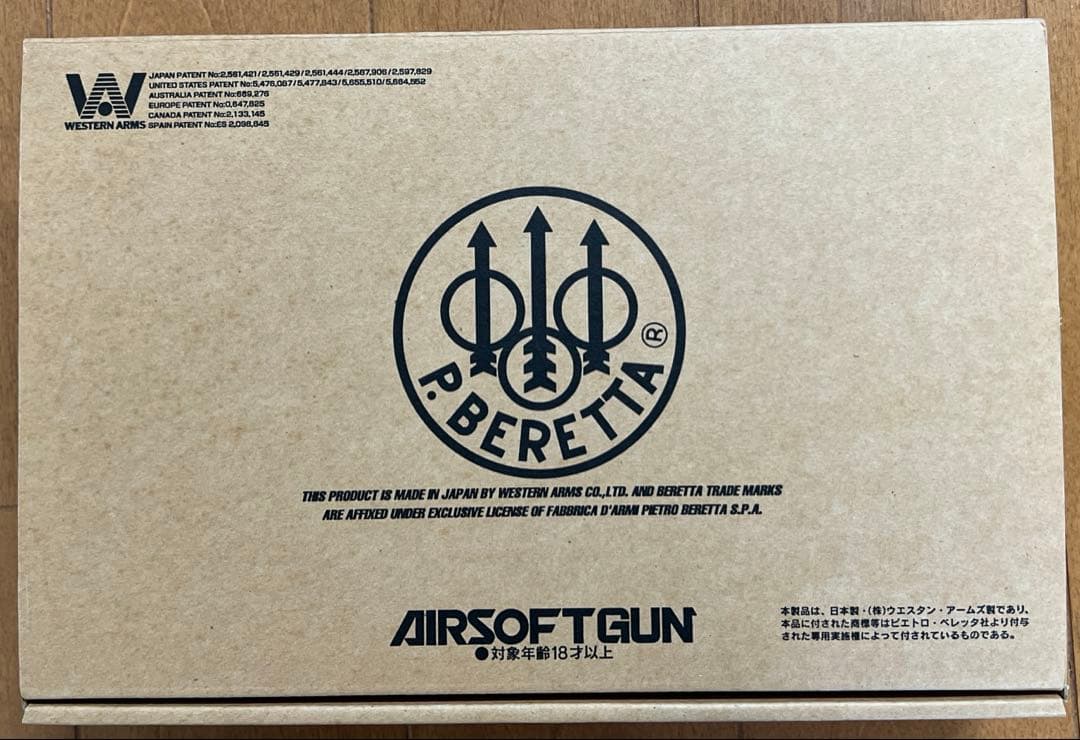 WESTERN ARMS
JAPAN PATENT No:2,561,421/2,561,429/2,561,444/2,587,906/2,597,829
UNITED STATES PATENT No:5,476,087/5,477,843/5,655,510/5,684,552
AUSTRALIA PATENT No:689,276
EUROPE PATENT No:0,647,825
CANADA PATENT No:2,133,145
SPAIN PATENT No:ES 2,098,645
P. BERETTA ®
THIS PRODUCT IS MADE IN JAPAN BY WESTERN ARMS CO.,LTD. AND BERETTA TRADE MARKS
ARE AFFIXED UNDER EXCLUSIVE LICENSE OF FABBRICA D'ARMI PIETRO BERETTA S.P.A.
AIRSOFTGUN
●対象年齢18才以上
本製品は、日本製・(株)ウエスタン・アームズ製であり、
本品に付された商標等はピエトロ・ベレッタ社より付与
された専用実施権によって付されているものである。